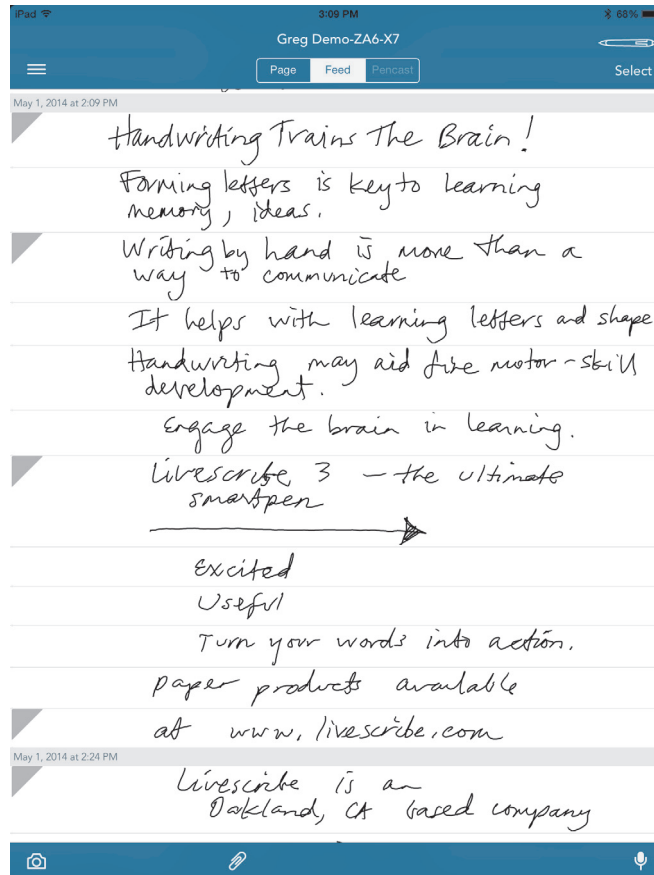 iPad 3:09 PM 68%
Greg Demo-ZA6-X7
Page Feed Pencast Select
May 1, 2014 at 2:09 PM
Handwriting Trains The Brain!
Forming letters is key to learning
memory, ideas.
Writing by hand is more than a
way to communicate
It helps with learning letters and shape
Handwriting may aid fine motor-skill
development.
Engage the brain in learning.
Livescribe 3 – the ultimate
smartpen
Excited
Useful
Turn your words into action.
paper products available
at www.livescribe.com
May 1, 2014 at 2:24 PM
Livescribe is an
Oakland, CA based company